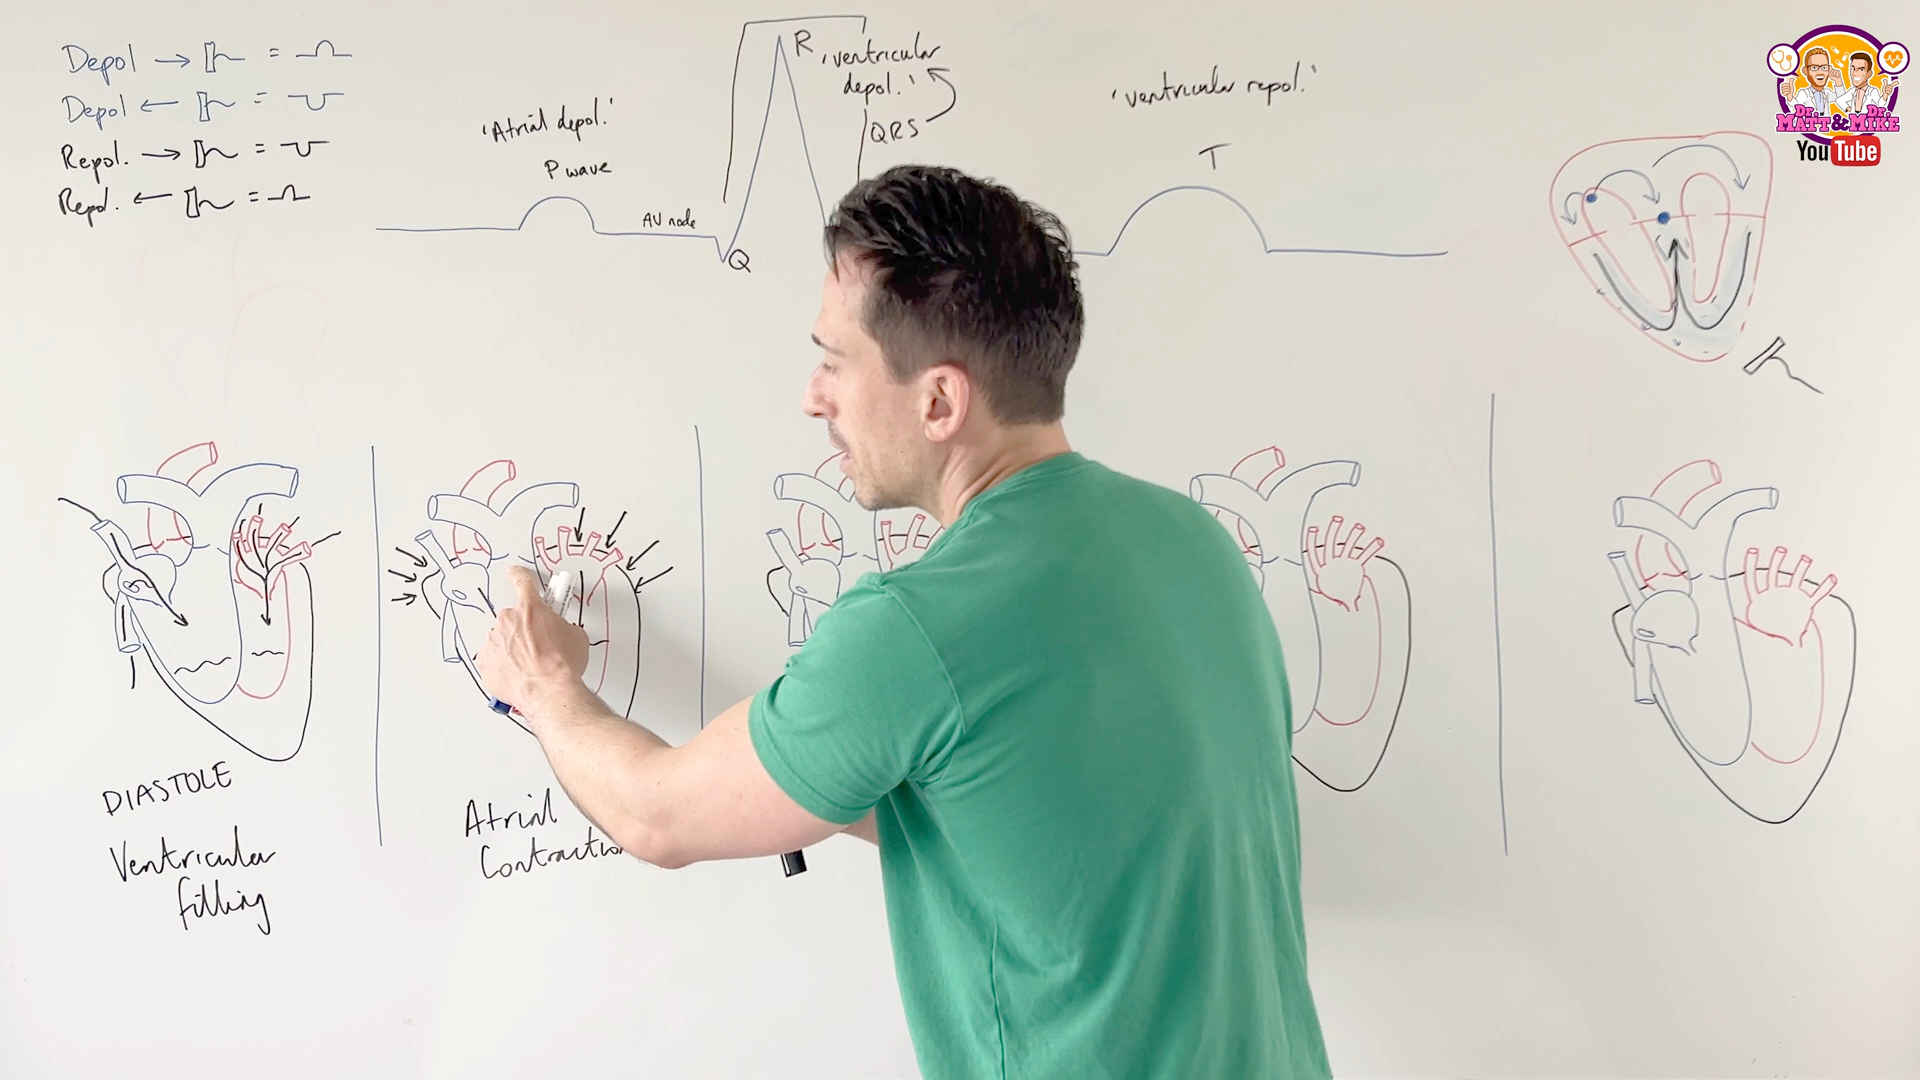 Depol → =
Depol ← =
Repol. → =
Repol. ← =
'Atrial depol.'
P wave
AV node
Q
R
'ventricular
depol.'
QRS
'ventricular repol.'
T
DIASTOLE
Ventricular
filling
Atrial
Contraction
Dr. Dr.
MATT & MIKE
YouTube